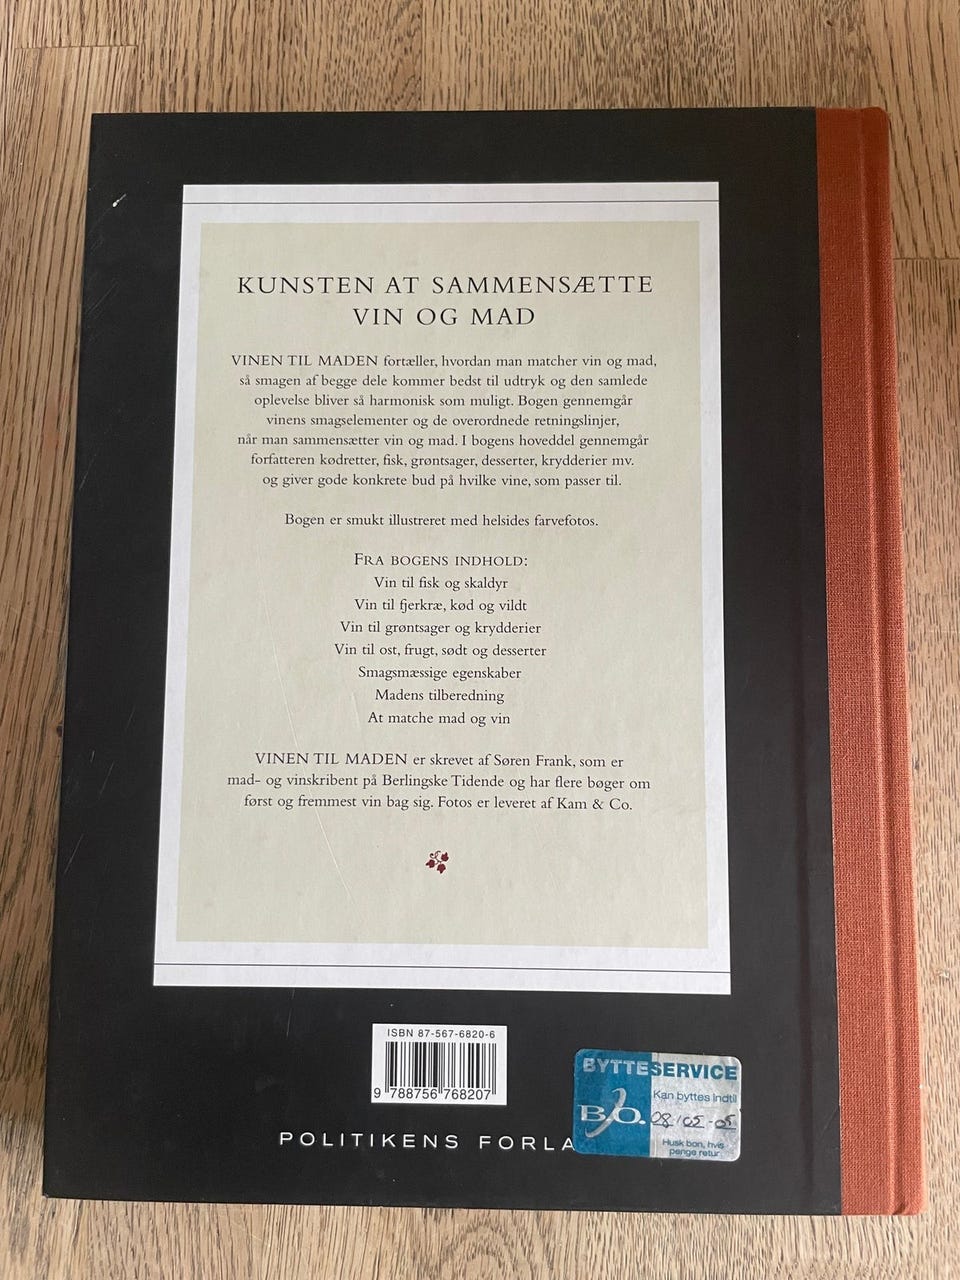 KUNSTEN AT SAMMENSÆTTE
VIN OG MAD
VINEN TIL MADEN fortæller, hvordan man matcher vin og mad,
så smagen af begge dele kommer bedst til udtryk og den samlede
oplevelse bliver så harmonisk som muligt. Bogen gennemgår
vinens smagselementer og de overordnede retningslinjer,
når man sammensætter vin og mad. I bogens hoveddel gennemgår
forfatteren kødretter, fisk, grøntsager, desserter, krydderier mv.
og giver gode konkrete bud på hvilke vine, som passer til.
Bogen er smukt illustreret med helsides farvefotos.
FRA BOGENS INDHOLD:
Vin til fisk og skaldyr
Vin til fjerkræ, kød og vildt
Vin til grøntsager og krydderier
Vin til ost, frugt, sødt og desserter
Smagsmæssige egenskaber
Madens tilberedning
At matche mad og vin
VINEN TIL MADEN er skrevet af Søren Frank, som er
mad- og vinskribent på Berlingske Tidende og har flere bøger om
først og fremmest vin bag sig. Fotos er leveret af Kam & Co.
ISBN 87-567-6820-6
9 788756 768207
POLITIKENS FORLA
BYTTESERVICE
Kan byttes indtil
B.O. 08-05-05
Husk bon, hvis
penge retur